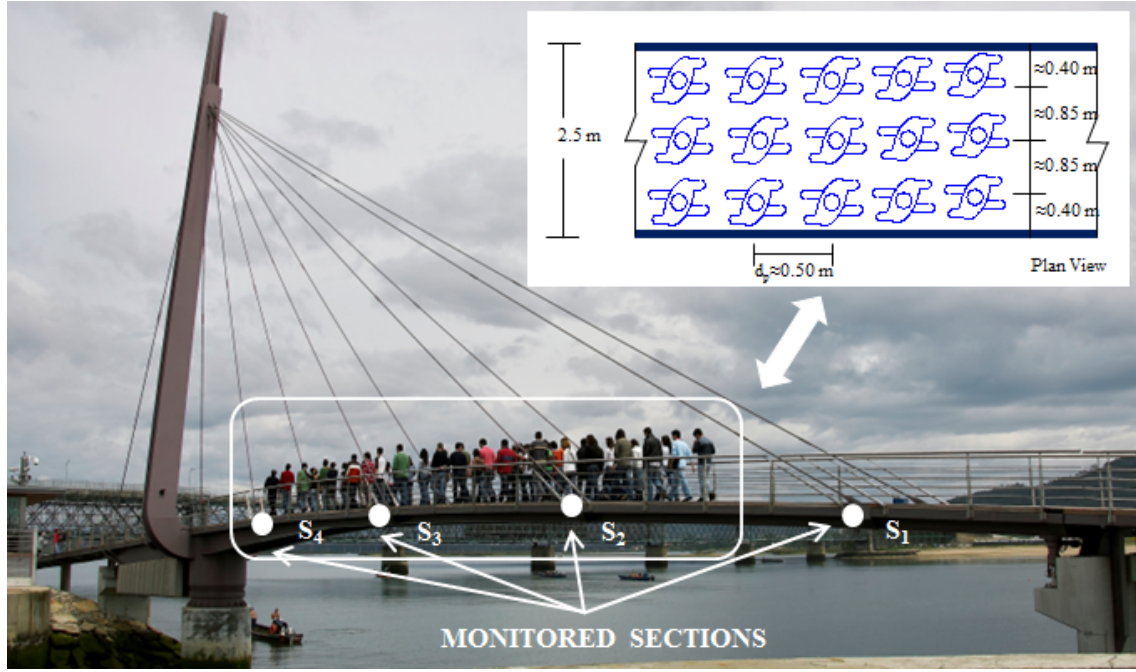 ≈0.40 m
≈0.85 m
2.5 m
≈0.85 m
≈0.40 m
dp≈0.50 m
Plan View
S4
S3
S2
S1
MONITORED SECTIONS